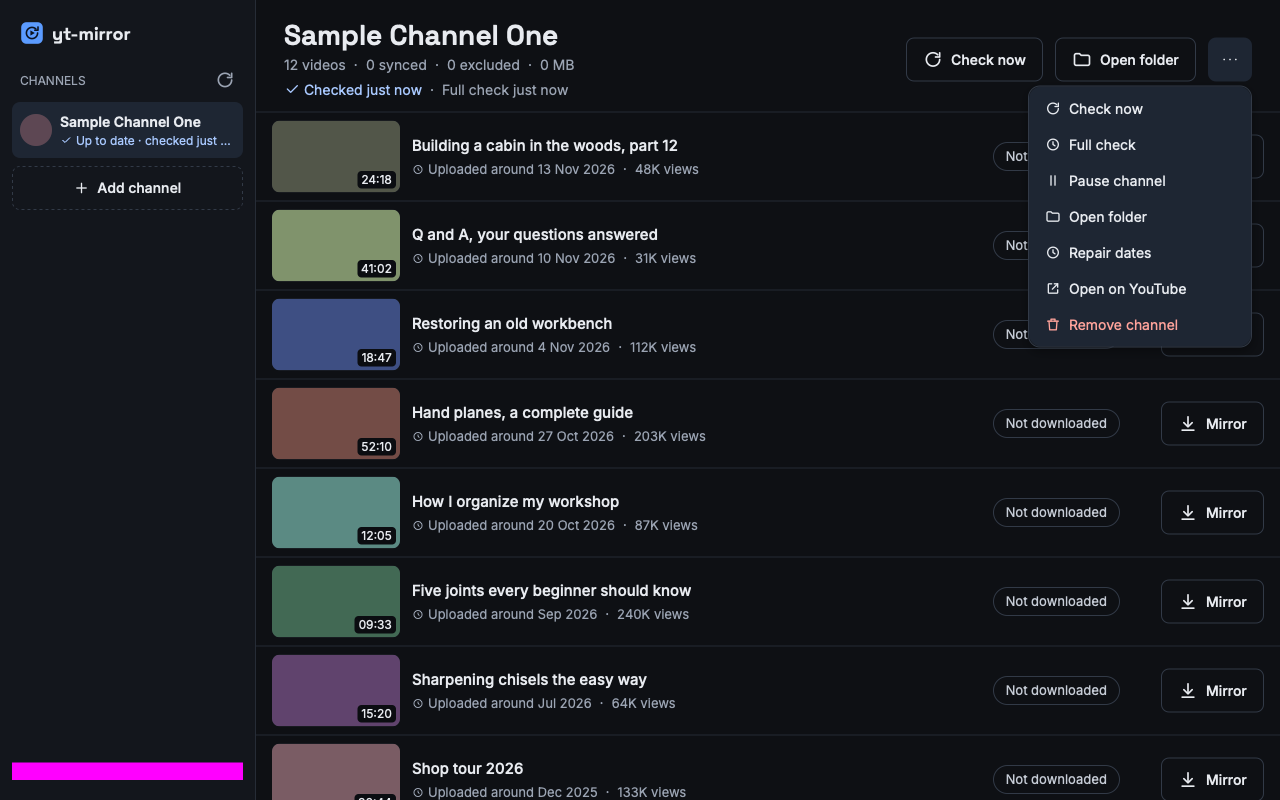 yt-mirror
CHANNELS
Sample Channel One
Up to date · checked just ...
Add channel
Sample Channel One
12 videos · 0 synced · 0 excluded · 0 MB
Checked just now · Full check just now
Check now
Open folder
...
Check now
Full check
Pause channel
Open folder
Repair dates
Open on YouTube
Remove channel
24:18
Building a cabin in the woods, part 12
Uploaded around 13 Nov 2026 · 48K views
Not
41:02
Q and A, your questions answered
Uploaded around 10 Nov 2026 · 31K views
Not
18:47
Restoring an old workbench
Uploaded around 4 Nov 2026 · 112K views
Not
52:10
Hand planes, a complete guide
Uploaded around 27 Oct 2026 · 203K views
Not downloaded
Mirror
12:05
How I organize my workshop
Uploaded around 20 Oct 2026 · 87K views
Not downloaded
Mirror
09:33
Five joints every beginner should know
Uploaded around Sep 2026 · 240K views
Not downloaded
Mirror
15:20
Sharpening chisels the easy way
Uploaded around Jul 2026 · 64K views
Not downloaded
Mirror
Shop tour 2026
Uploaded around Dec 2025 · 133K views
Not downloaded
Mirror